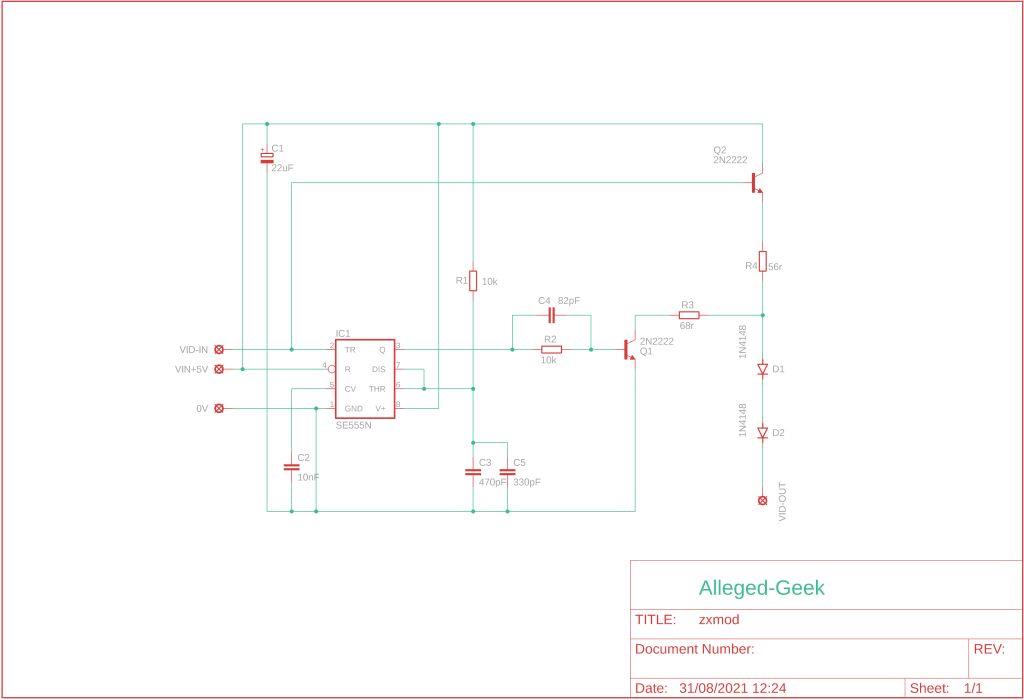 Q2
2N2222
+
C1
22uF
R4 56r
R1 10k
C4 82pF
R3
68r
IC1
R2
10k
2N2222
Q1
1N4148
D1
VID-IN
VIN+5V
0V
2 TR Q 3
4 R DIS 7
5 CV THR 6
1 GND V+ 8
SE555N
1N4148
D2
C2
10nF
C3
470pF
C5
330pF
VID-OUT
Alleged-Geek
TITLE: zxmod
Document Number:
REV:
Date: 31/08/2021 12:24
Sheet: 1/1